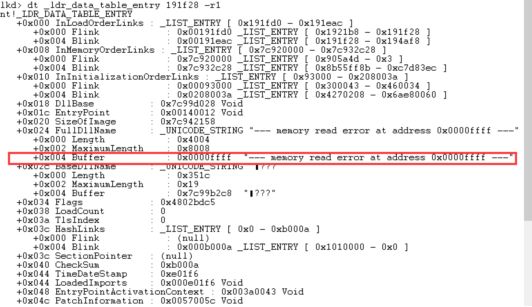 lkd> dt _ldr_data_table_entry 191f28 -r1
nt!_LDR_DATA_TABLE_ENTRY
+0x000 InLoadOrderLinks : _LIST_ENTRY [ 0x191fd0 - 0x191eac ]
+0x000 Flink : 0x00191fd0 _LIST_ENTRY [ 0x1921b8 - 0x191f28 ]
+0x004 Blink : 0x00191eac _LIST_ENTRY [ 0x191f28 - 0x194af8 ]
+0x008 InMemoryOrderLinks : _LIST_ENTRY [ 0x7c920000 - 0x7c932c28 ]
+0x000 Flink : 0x7c920000 _LIST_ENTRY [ 0x905a4d - 0x3 ]
+0x004 Blink : 0x7c932c28 _LIST_ENTRY [ 0x8b55ff8b - 0xc7d83ec ]
+0x010 InInitializationOrderLinks : _LIST_ENTRY [ 0x93000 - 0x208003a ]
+0x000 Flink : 0x00093000 _LIST_ENTRY [ 0x300043 - 0x460034 ]
+0x004 Blink : 0x0208003a _LIST_ENTRY [ 0x4270208 - 0x6ae80060 ]
+0x018 DllBase : 0x7c99d028 Void
+0x01c EntryPoint : 0x00140012 Void
+0x020 SizeOfImage : 0x7c942158
+0x024 FullDllName : _UNICODE_STRING "--- memory read error at address 0x0000ffff ---"
+0x000 Length : 0x4004
+0x002 MaximumLength : 0x8008
+0x004 Buffer : 0x0000ffff "--- memory read error at address 0x0000ffff ---"
+0x02c BaseDllName : _UNICODE_STRING "▮???"
+0x000 Length : 0x351c
+0x002 MaximumLength : 0x19
+0x004 Buffer : 0x7c99b2c8 "▮???"
+0x034 Flags : 0x4802bdc5
+0x038 LoadCount : 0
+0x03a TlsIndex : 0
+0x03c HashLinks : _LIST_ENTRY [ 0x0 - 0xb000a ]
+0x000 Flink : (null)
+0x004 Blink : 0x000b000a _LIST_ENTRY [ 0x1010000 - 0x0 ]
+0x03c SectionPointer : (null)
+0x040 CheckSum : 0xb000a
+0x044 TimeDateStamp : 0xe01f6
+0x044 LoadedImports : 0x000e01f6 Void
+0x048 EntryPointActivationContext : 0x003a0043 Void
+0x04c PatchInformation : 0x0057005c Void